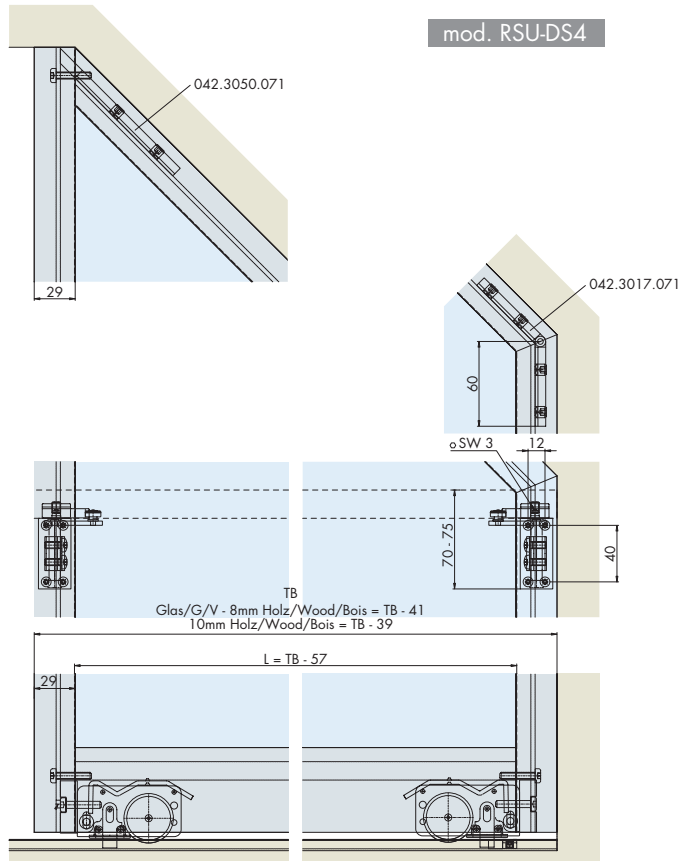 mod. RSU-DS4
042.3050.071
29
042.3017.071
60
SW 3
12
70 - 75
40
TB
Glas/G/V - 8mm Holz/Wood/Bois = TB - 41
10mm Holz/Wood/Bois = TB - 39
L = TB - 57
29